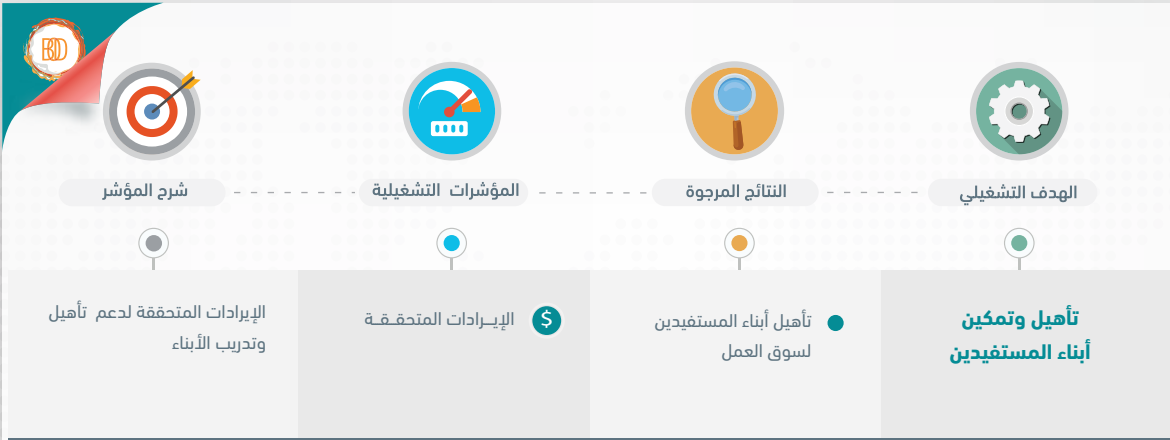 الهدف التشغيلي
النتائج المرجوة
المؤشرات التشغيلية
شرح المؤشر
تأهيل وتمكين
أبناء المستفيدين
تأهيل أبناء المستفيدين
لسوق العمل
$ الإيـرادات المتحقـقـة
الإيرادات المتحققة لدعم تأهيل
وتدريب الأبناء